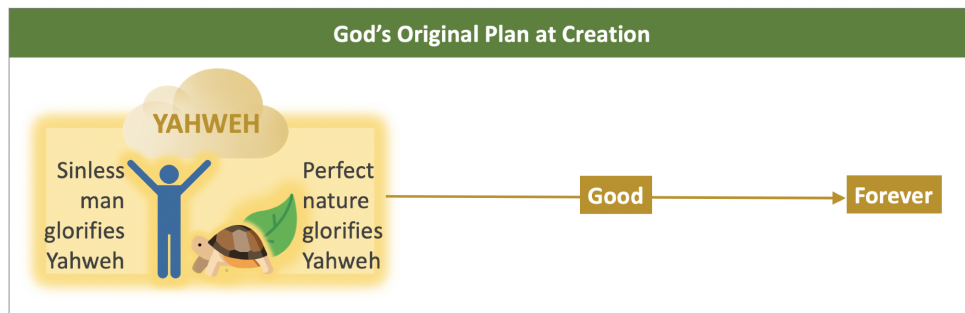 God’s Original Plan at Creation
YAHWEH
Sinless
man
glorifies
Yahweh
Perfect
nature
glorifies
Yahweh
Good
Forever